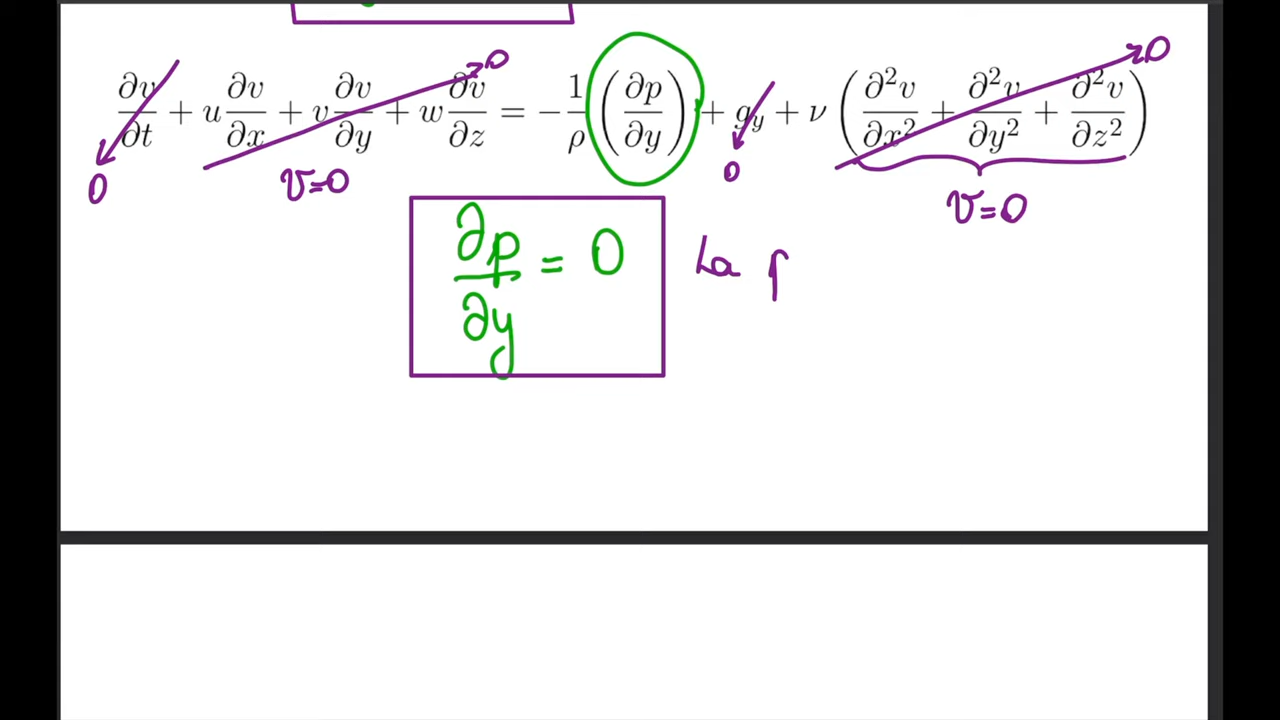 ∂v/∂t + u ∂v/∂x + v ∂v/∂y + w ∂v/∂z = − 1/ρ (∂p/∂y) + g_y + ν (∂²v/∂x² + ∂²v/∂y² + ∂²v/∂z²)
0 0 0 0
v=0 v=0
∂p/∂y = 0 La p